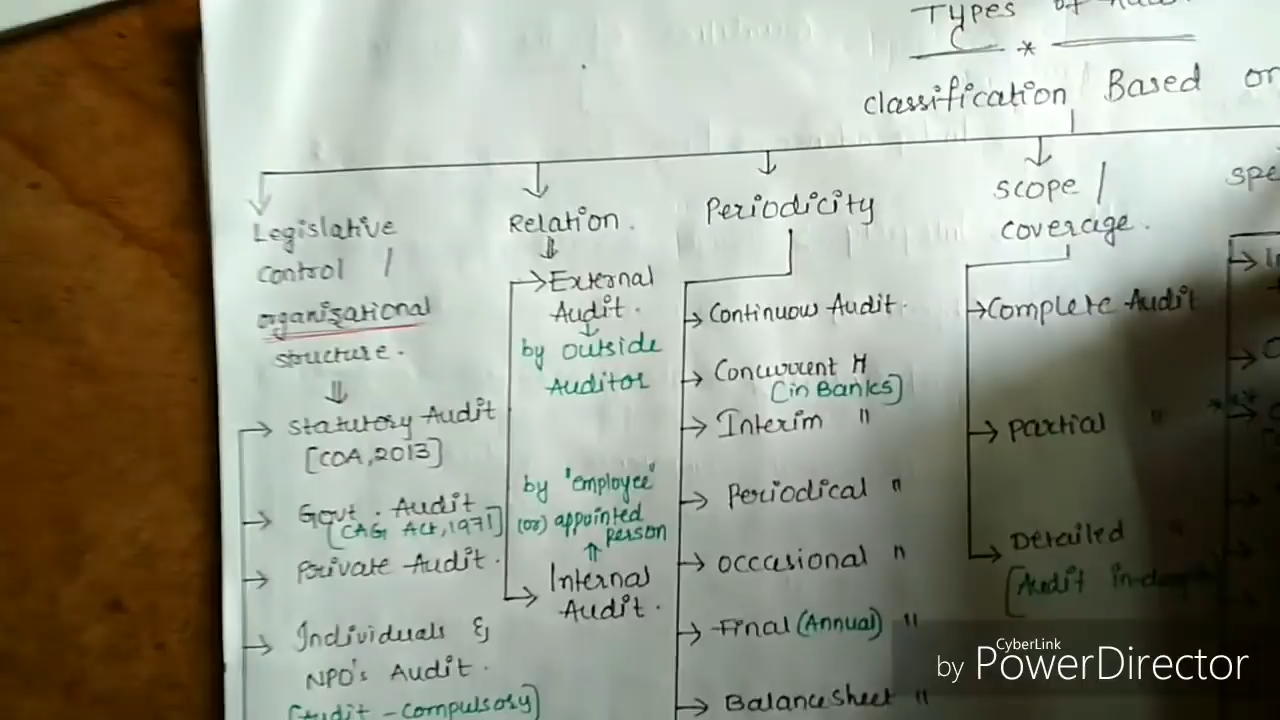 Types of
*
classification Based on
Legislative
control /
organisational
structure.
Statutory Audit
[COA, 2013]
Govt. Audit
[CAG Act, 1971]
Private Audit.
Individuals &
NPO's Audit.
- compulsory]
Relation.
External
Audit.
by outside
Auditor
by 'employee'
(or) appointed
person
Internal
Audit.
Periodicity
Continuous Audit.
Concurrent "
(in Banks]
Interim "
Periodical "
Occasional "
Final (Annual) "
Balancesheet "
scope /
coverage.
Complete Audit
Partial "
Detailed "
[Audit
***
CyberLink
by PowerDirector